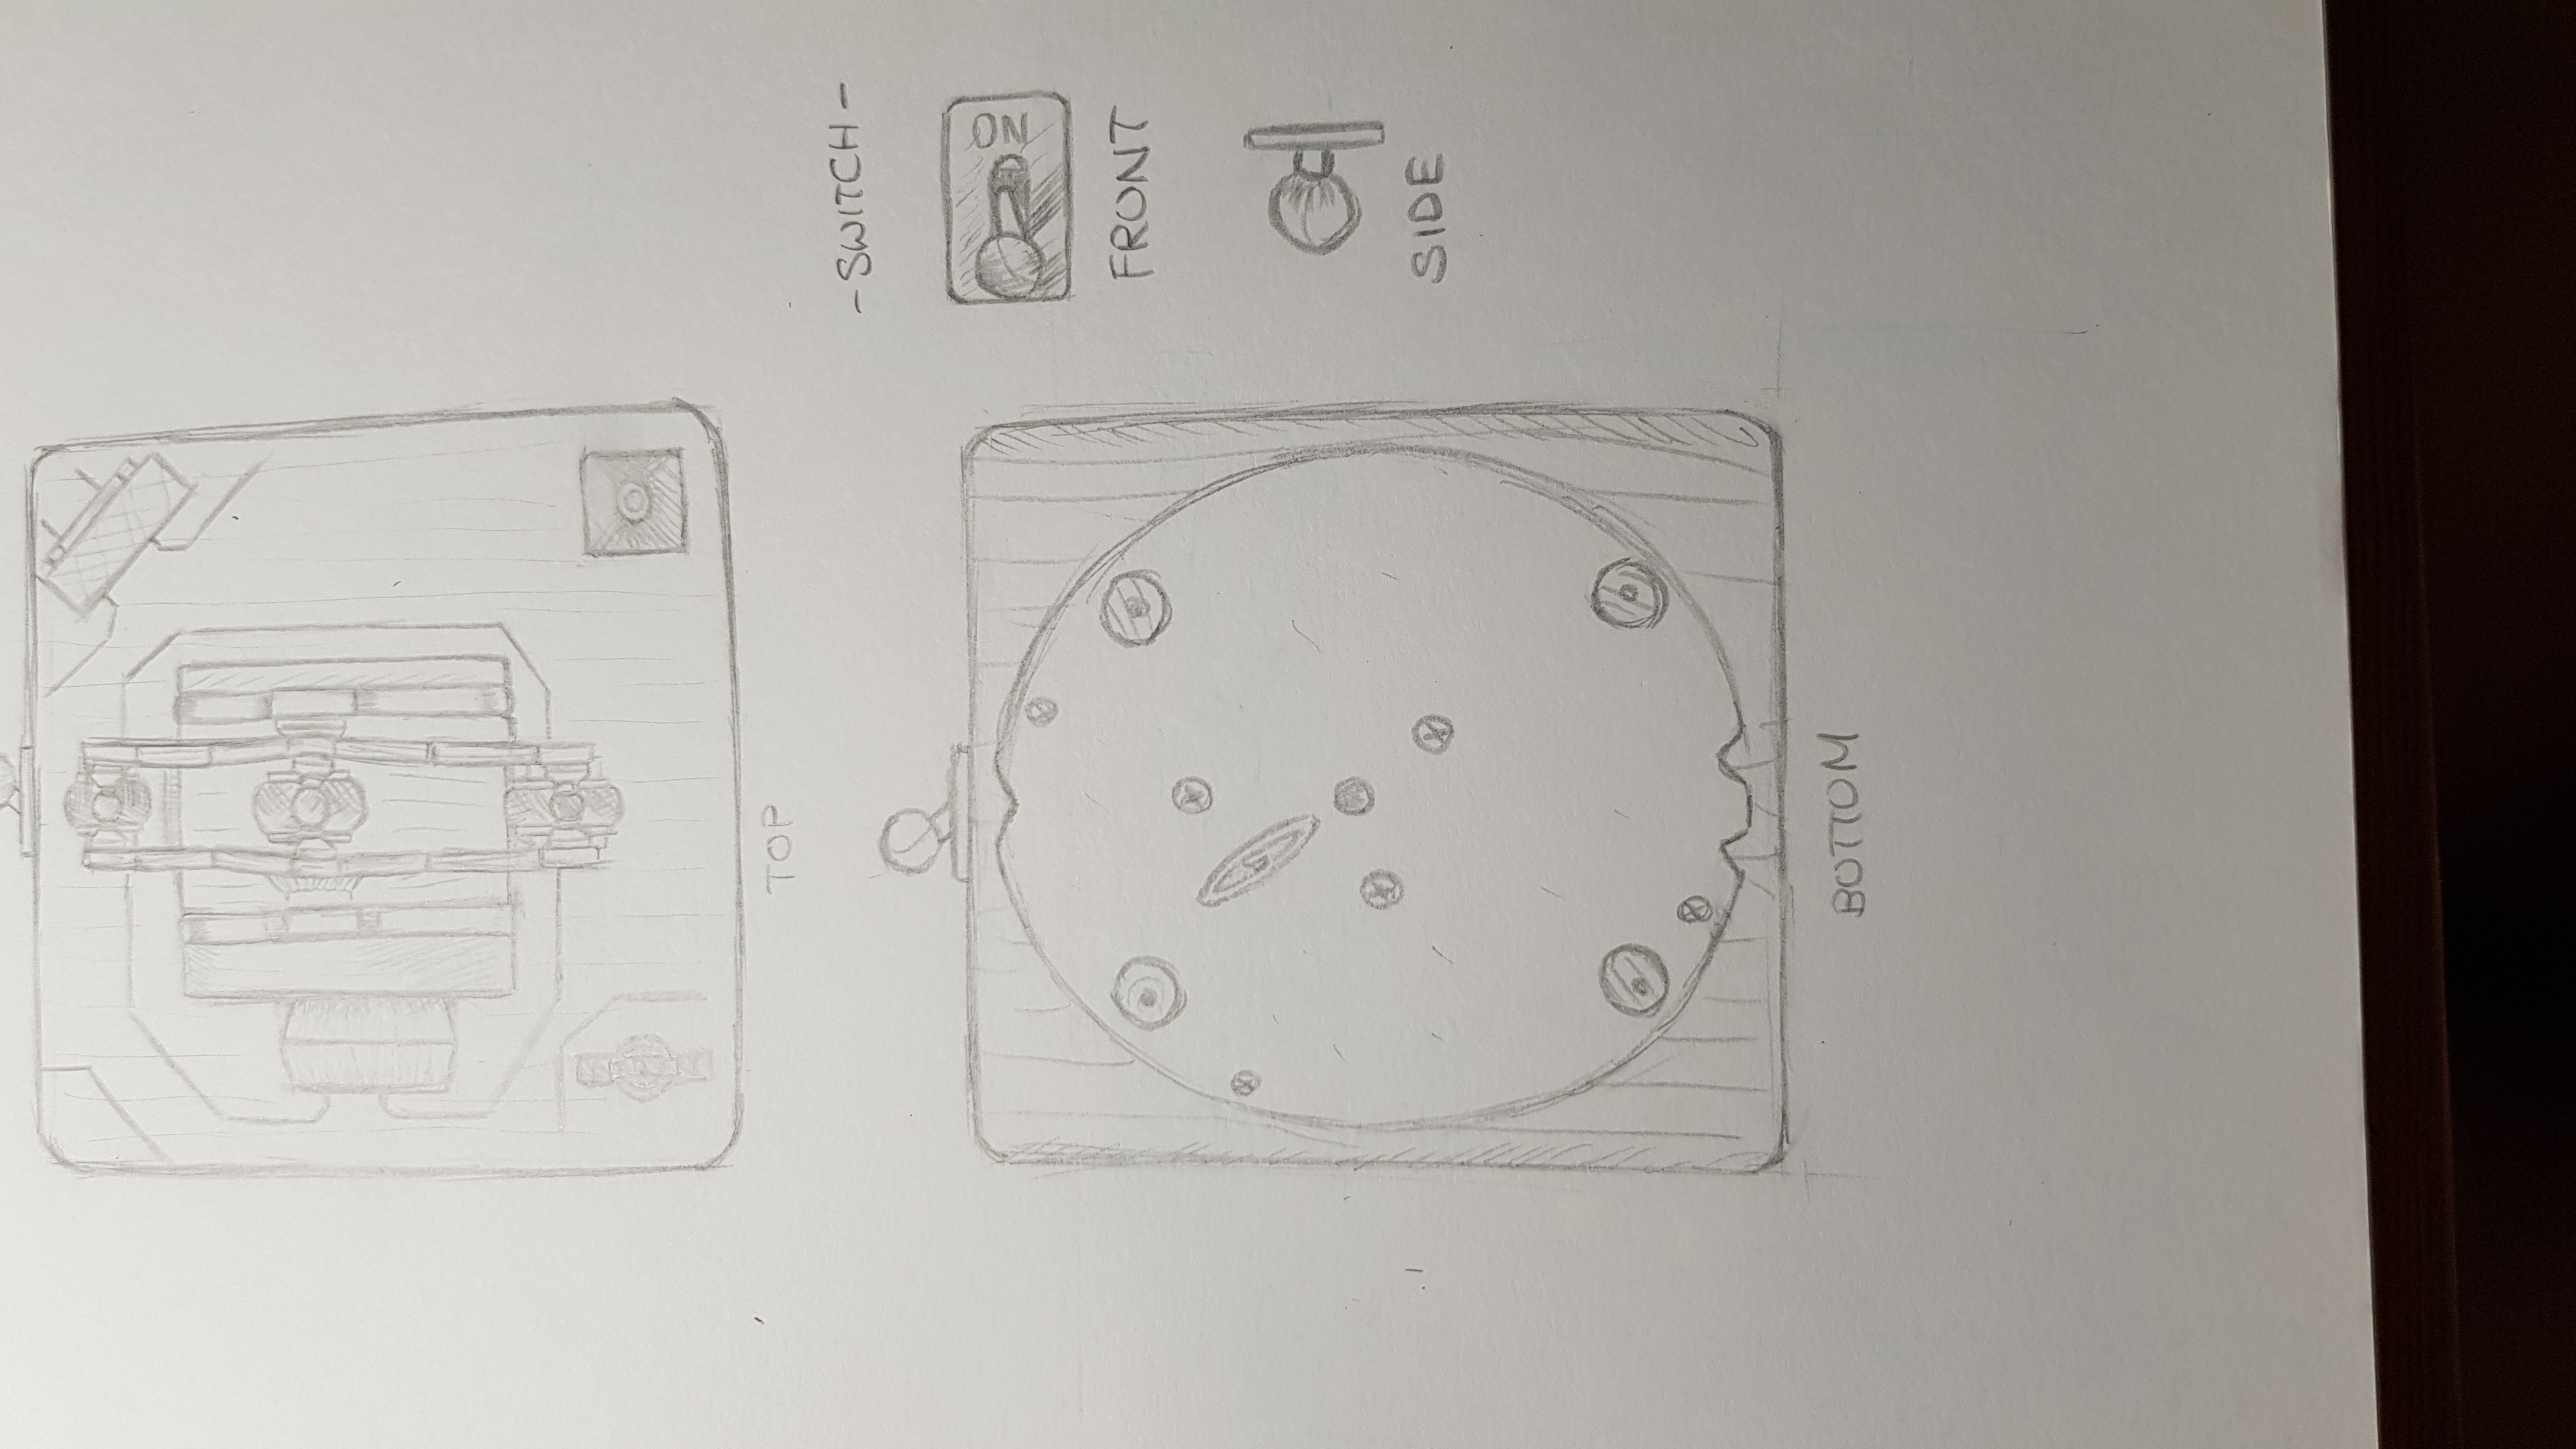 TOP
- SWITCH -
ON
FRONT
SIDE
BOTTOM